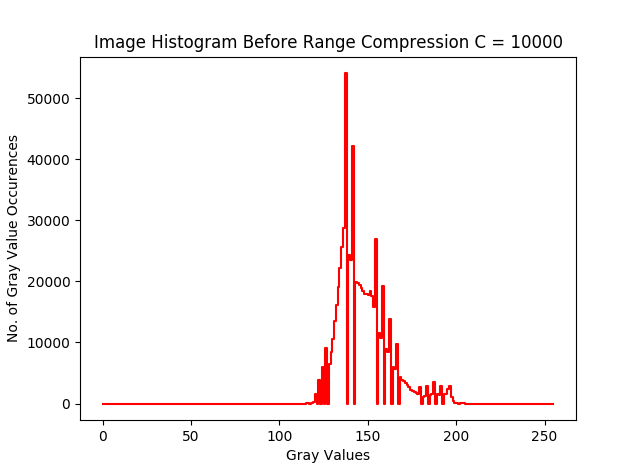 Image Histogram Before Range Compression C = 10000
No. of Gray Value Occurences
50000
40000
30000
20000
10000
0
0 50 100 150 200 250
Gray Values